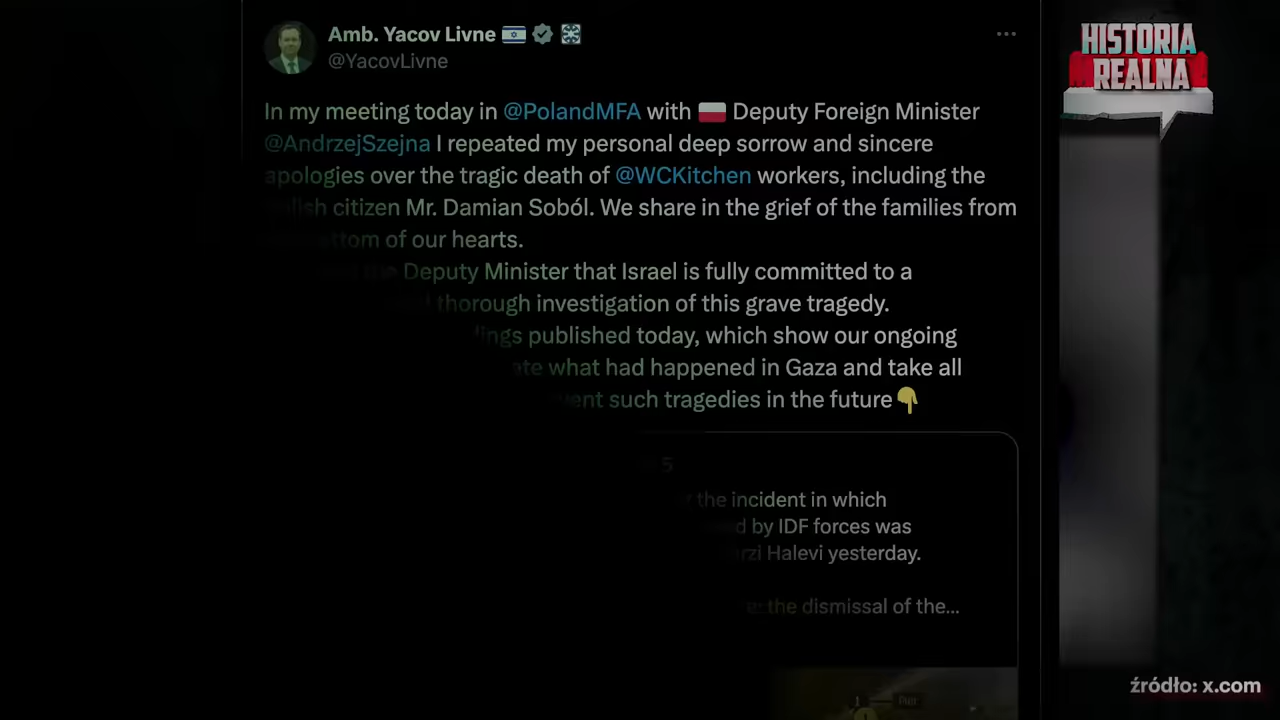 Amb. Yacov Livne
@YacovLivne
HISTORIA
REALNA
In my meeting today in @PolandMFA with Deputy Foreign Minister
@AndrzejSzejna I repeated my personal deep sorrow and sincere
apologies over the tragic death of @WCKitchen workers, including the
citizen Mr. Damian Soból. We share in the grief of the families from
of our hearts.
Deputy Minister that Israel is fully committed to a
thorough investigation of this grave tragedy.
published today, which show our ongoing
what had happened in Gaza and take all
such tragedies in the future
5
the incident in which
by IDF forces was
Halevi yesterday.
the dismissal of the...
źródło: x.com